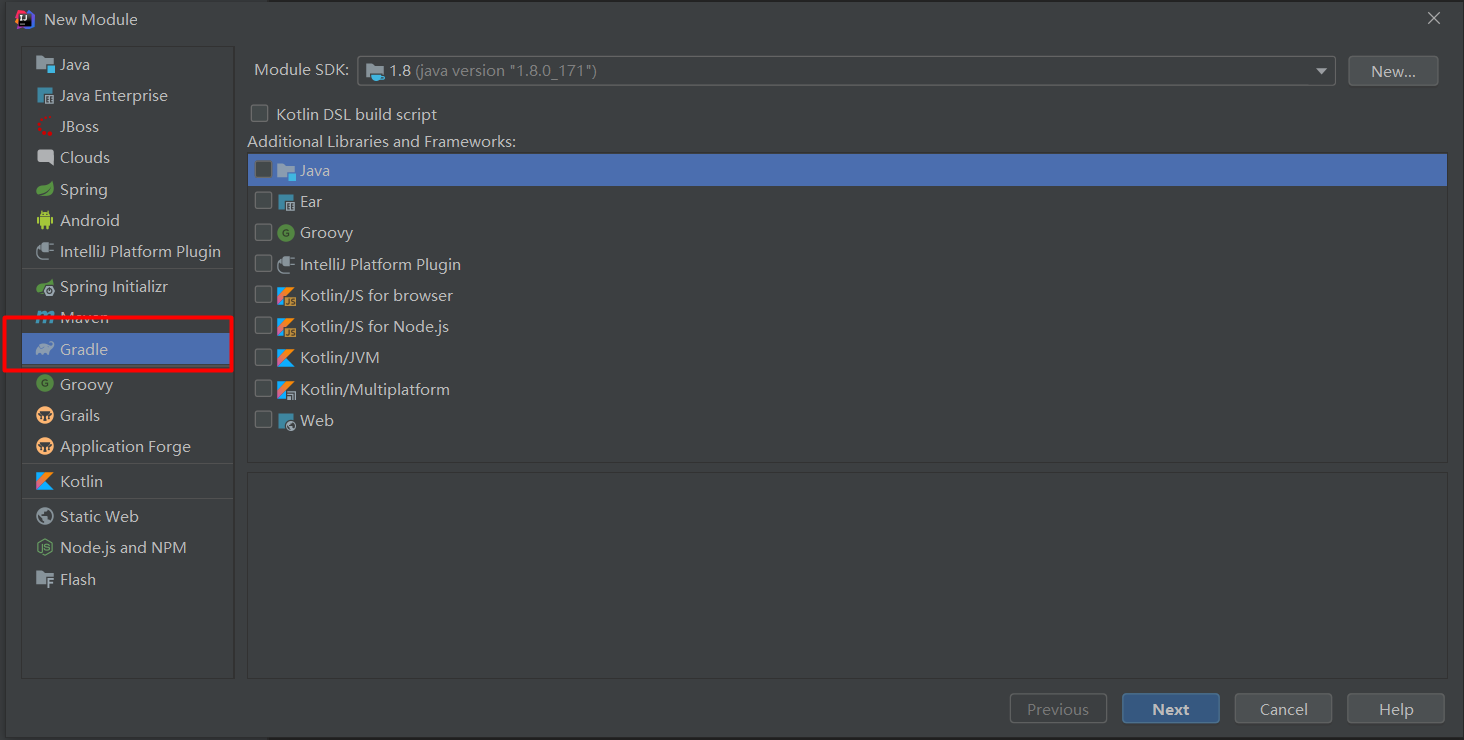 New Module
Java
Java Enterprise
JBoss
Clouds
Spring
Android
IntelliJ Platform Plugin
Spring Initializr
Maven
Gradle
Groovy
Grails
Application Forge
Kotlin
Static Web
Node.js and NPM
Flash
Module SDK: 1.8 (java version "1.8.0_171") New...
Kotlin DSL build script
Additional Libraries and Frameworks:
Java
Ear
Groovy
IntelliJ Platform Plugin
Kotlin/JS for browser
Kotlin/JS for Node.js
Kotlin/JVM
Kotlin/Multiplatform
Web
Previous Next Cancel Help